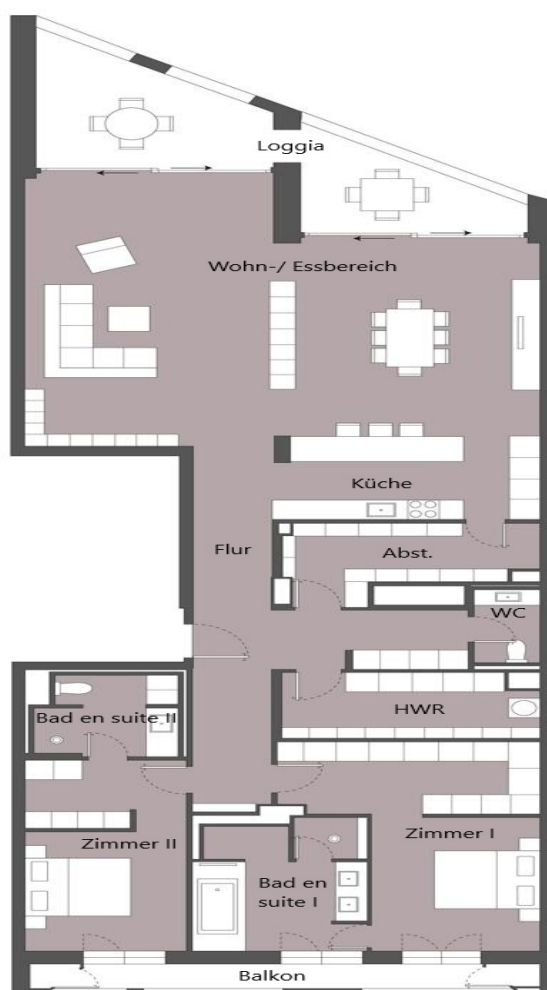 Loggia
Wohn-/ Essbereich
Küche
Flur
Abst.
WC
HWR
Bad en suite II
Zimmer II
Zimmer I
Bad en
suite I
Balkon